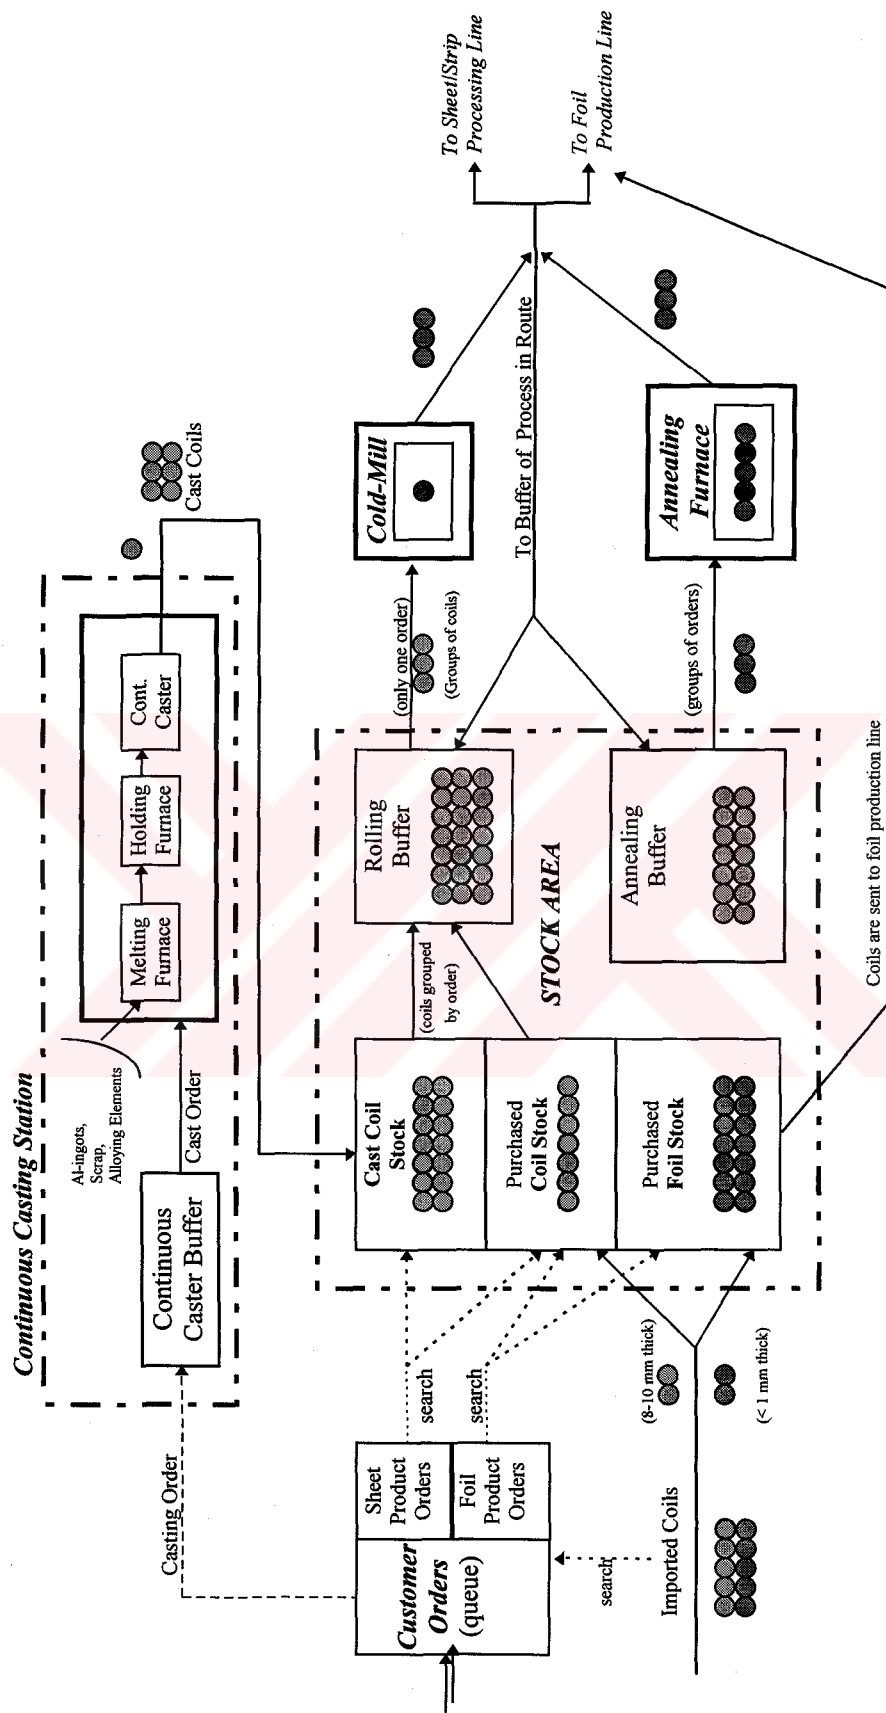 Continuous Casting Station
Continuous
Caster Buffer
Cast Order
Al-ingots,
Scrap,
Alloying Elements
Melting
Furnace
Holding
Furnace
Cont.
Caster
Cast Coils
Casting Order
Customer
Orders
(queue)
Sheet
Product
Orders
Foil
Product
Orders
search
search
search
Imported Coils
(8-10 mm thick)
(< 1 mm thick)
Cast Coil
Stock
Purchased
Coil Stock
Purchased
Foil Stock
(coils grouped
by order)
STOCK AREA
Rolling
Buffer
Annealing
Buffer
(only one order)
(Groups of coils)
(groups of orders)
Cold-Mill
Annealing
Furnace
To Buffer of Process in Route
To Sheet/Strip
Processing Line
To Foil
Production Line
Coils are sent to foil production line